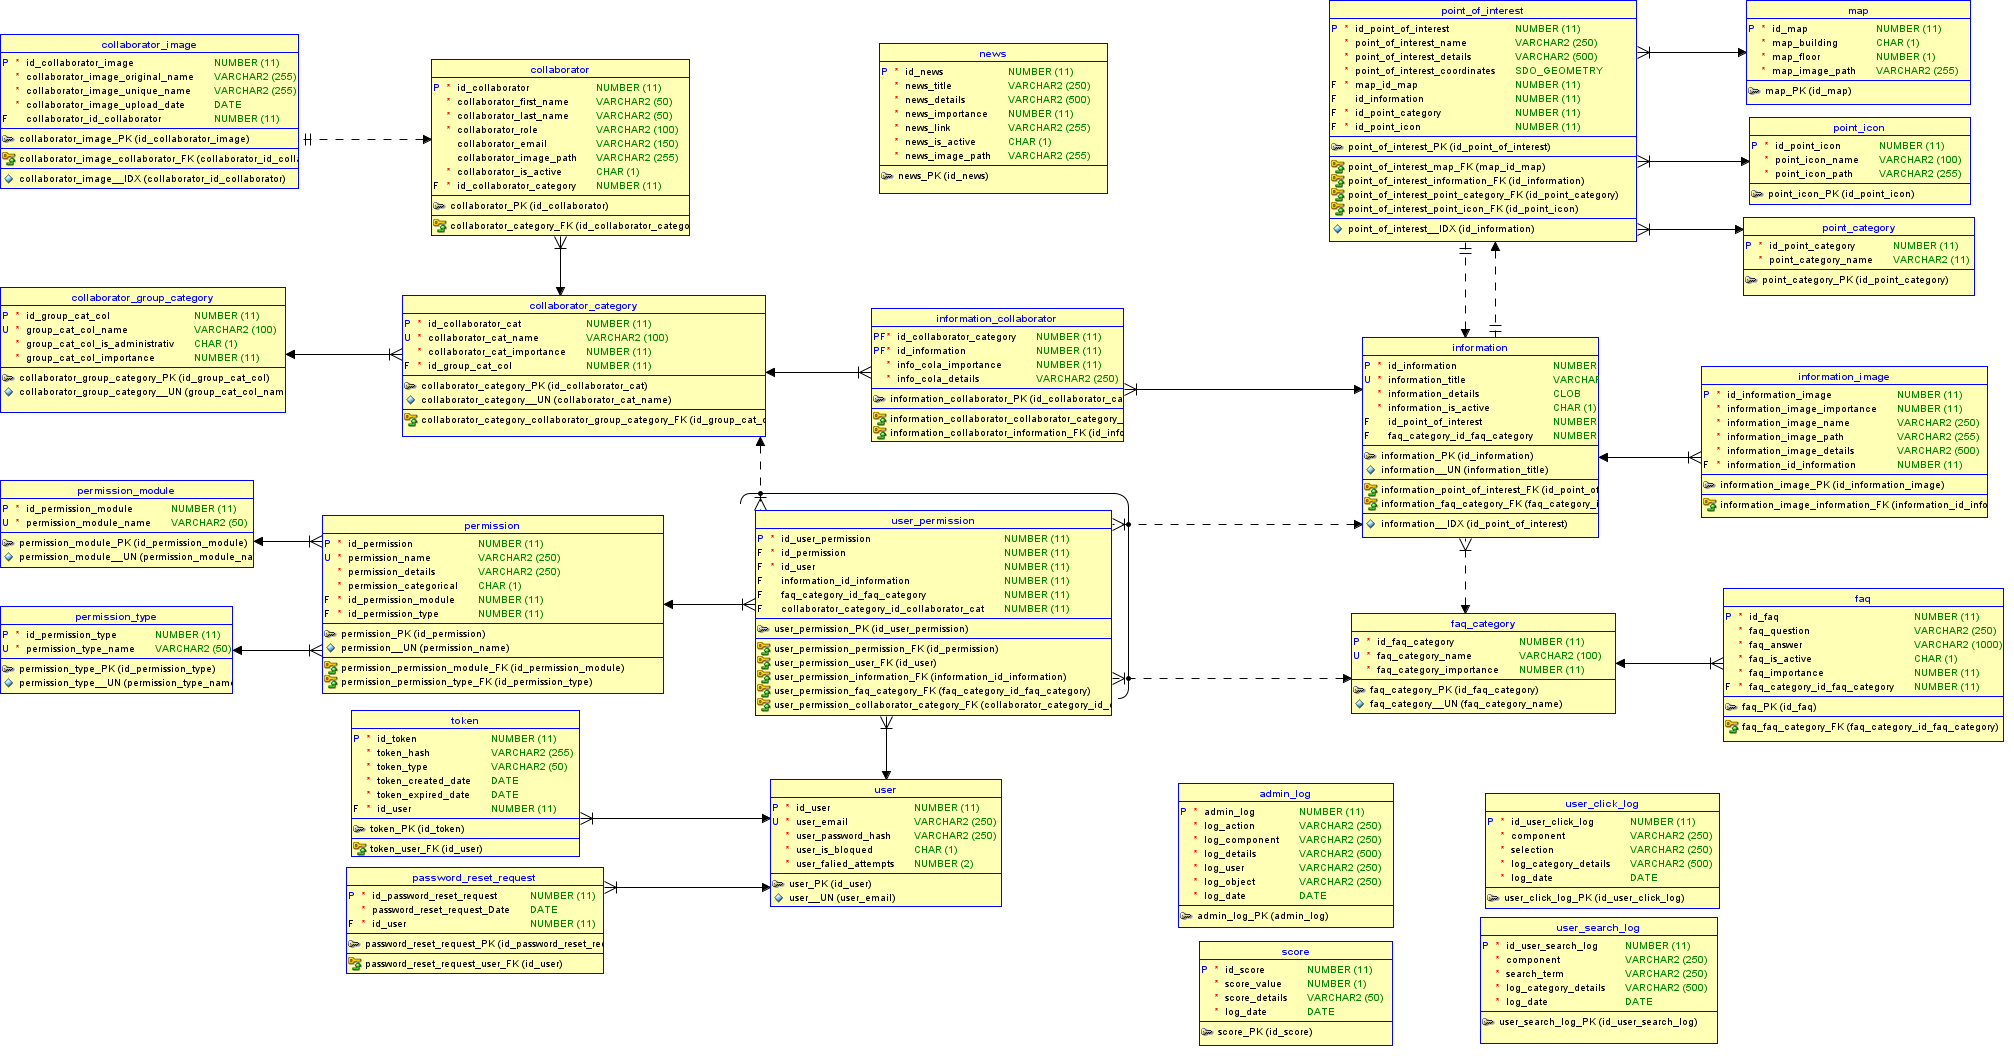 collaborator_image
P * id_collaborator_image NUMBER (11)
* collaborator_image_original_name VARCHAR2 (255)
* collaborator_image_unique_name VARCHAR2 (255)
* collaborator_image_upload_date DATE
F collaborator_id_collaborator NUMBER (11)
collaborator_image_PK (id_collaborator_image)
collaborator_image_collaborator_FK (collaborator_id_coll
collaborator_image__IDX (collaborator_id_collaborator)
collaborator
P * id_collaborator NUMBER (11)
* collaborator_first_name VARCHAR2 (50)
* collaborator_last_name VARCHAR2 (50)
* collaborator_role VARCHAR2 (100)
collaborator_email VARCHAR2 (150)
collaborator_image_path VARCHAR2 (255)
* collaborator_is_active CHAR (1)
F * id_collaborator_category NUMBER (11)
collaborator_PK (id_collaborator)
collaborator_category_FK (id_collaborator_catego
news
P * id_news NUMBER (11)
* news_title VARCHAR2 (250)
* news_details VARCHAR2 (500)
* news_importance NUMBER (11)
* news_link VARCHAR2 (255)
* news_is_active CHAR (1)
* news_image_path VARCHAR2 (255)
news_PK (id_news)
point_of_interest
P * id_point_of_interest NUMBER (11)
* point_of_interest_name VARCHAR2 (250)
* point_of_interest_details VARCHAR2 (500)
* point_of_interest_coordinates SDO_GEOMETRY
F * map_id_map NUMBER (11)
F id_information NUMBER (11)
F * id_point_category NUMBER (11)
F * id_point_icon NUMBER (11)
point_of_interest_PK (id_point_of_interest)
point_of_interest_map_FK (map_id_map)
point_of_interest_information_FK (id_information)
point_of_interest_point_category_FK (id_point_category)
point_of_interest_point_icon_FK (id_point_icon)
point_of_interest__IDX (id_information)
map
P * id_map NUMBER (11)
* map_building CHAR (1)
* map_floor NUMBER (1)
* map_image_path VARCHAR2 (255)
map_PK (id_map)
point_icon
P * id_point_icon NUMBER (11)
* point_icon_name VARCHAR2 (100)
* point_icon_path VARCHAR2 (255)
point_icon_PK (id_point_icon)
point_category
P * id_point_category NUMBER (11)
* point_category_name VARCHAR2 (11)
point_category_PK (id_point_category)
collaborator_group_category
P * id_group_cat_col NUMBER (11)
U * group_cat_col_name VARCHAR2 (100)
* group_cat_col_is_administrativ CHAR (1)
* group_cat_col_importance NUMBER (11)
collaborator_group_category_PK (id_group_cat_col)
collaborator_group_category__UN (group_cat_col_nam
collaborator_category
P * id_collaborator_cat NUMBER (11)
U * collaborator_cat_name VARCHAR2 (100)
* collaborator_cat_importance NUMBER (11)
F * id_group_cat_col NUMBER (11)
collaborator_category_PK (id_collaborator_cat)
collaborator_category__UN (collaborator_cat_name)
collaborator_category_collaborator_group_category_FK (id_group_cat_c
information_collaborator
PF* id_collaborator_category NUMBER (11)
PF* id_information NUMBER (11)
* info_cola_importance NUMBER (11)
* info_cola_details VARCHAR2 (250)
information_collaborator_PK (id_collaborator_ca
information_collaborator_collaborator_category_
information_collaborator_information_FK (id_info
information
P * id_information NUMBER
U * information_title VARCHAR
* information_details CLOB
* information_is_active CHAR (1)
F id_point_of_interest NUMBER
F faq_category_id_faq_category NUMBER
information_PK (id_information)
information__UN (information_title)
information_point_of_interest_FK (id_point_of
information_faq_category_FK (faq_category_i
information__IDX (id_point_of_interest)
information_image
P * id_information_image NUMBER (11)
* information_image_importance NUMBER (11)
* information_image_name VARCHAR2 (250)
* information_image_path VARCHAR2 (255)
* information_image_details VARCHAR2 (500)
F * information_id_information NUMBER (11)
information_image_PK (id_information_image)
information_image_information_FK (information_id_info
permission_module
P * id_permission_module NUMBER (11)
U * permission_module_name VARCHAR2 (50)
permission_module_PK (id_permission_module)
permission_module__UN (permission_module_na
permission
P * id_permission NUMBER (11)
U * permission_name VARCHAR2 (250)
* permission_details VARCHAR2 (250)
* permission_categorical CHAR (1)
F * id_permission_module NUMBER (11)
F * id_permission_type NUMBER (11)
permission_PK (id_permission)
permission__UN (permission_name)
permission_permission_module_FK (id_permission_module)
permission_permission_type_FK (id_permission_type)
permission_type
P * id_permission_type NUMBER (11)
U * permission_type_name VARCHAR2 (50)
permission_type_PK (id_permission_type)
permission_type__UN (permission_type_name
user_permission
P * id_user_permission NUMBER (11)
F * id_permission NUMBER (11)
F * id_user NUMBER (11)
F information_id_information NUMBER (11)
F faq_category_id_faq_category NUMBER (11)
F collaborator_category_id_collaborator_cat NUMBER (11)
user_permission_PK (id_user_permission)
user_permission_permission_FK (id_permission)
user_permission_user_FK (id_user)
user_permission_information_FK (information_id_information)
user_permission_faq_category_FK (faq_category_id_faq_category)
user_permission_collaborator_category_FK (collaborator_category_id_c
faq_category
P * id_faq_category NUMBER (11)
U * faq_category_name VARCHAR2 (100)
* faq_category_importance NUMBER (11)
faq_category_PK (id_faq_category)
faq_category__UN (faq_category_name)
faq
P * id_faq NUMBER (11)
* faq_question VARCHAR2 (250)
* faq_answer VARCHAR2 (1000)
* faq_is_active CHAR (1)
* faq_importance NUMBER (11)
F * faq_category_id_faq_category NUMBER (11)
faq_PK (id_faq)
faq_faq_category_FK (faq_category_id_faq_category)
token
P * id_token NUMBER (11)
* token_hash VARCHAR2 (255)
* token_type VARCHAR2 (50)
* token_created_date DATE
* token_expired_date DATE
F * id_user NUMBER (11)
token_PK (id_token)
token_user_FK (id_user)
user
P * id_user NUMBER (11)
U * user_email VARCHAR2 (250)
* user_password_hash VARCHAR2 (250)
* user_is_bloqued CHAR (1)
* user_falied_attempts NUMBER (2)
user_PK (id_user)
user__UN (user_email)
password_reset_request
P * id_password_reset_request NUMBER (11)
* password_reset_request_Date DATE
F * id_user NUMBER (11)
password_reset_request_PK (id_password_reset_re
password_reset_request_user_FK (id_user)
admin_log
P * admin_log NUMBER (11)
* log_action VARCHAR2 (250)
* log_component VARCHAR2 (250)
* log_details VARCHAR2 (500)
* log_user VARCHAR2 (250)
* log_object VARCHAR2 (250)
* log_date DATE
admin_log_PK (admin_log)
user_click_log
P * id_user_click_log NUMBER (11)
* component VARCHAR2 (250)
* selection VARCHAR2 (250)
* log_category_details VARCHAR2 (500)
* log_date DATE
user_click_log_PK (id_user_click_log)
score
P * id_score NUMBER (11)
* score_value NUMBER (1)
* score_details VARCHAR2 (50)
* log_date DATE
score_PK (id_score)
user_search_log
P * id_user_search_log NUMBER (11)
* component VARCHAR2 (250)
* search_term VARCHAR2 (250)
* log_category_details VARCHAR2 (500)
* log_date DATE
user_search_log_PK (id_user_search_log)